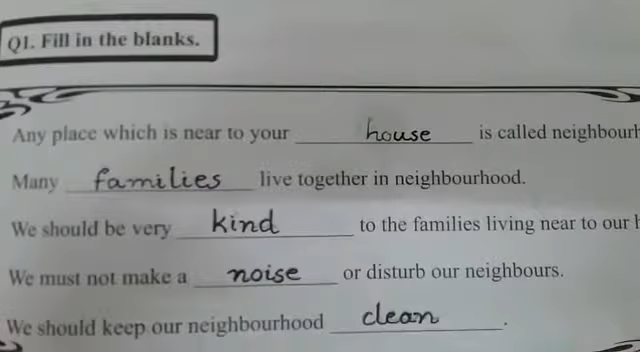 Q1. Fill in the blanks.
Any place which is near to your house is called neighbourh
Many families live together in neighbourhood.
We should be very kind to the families living near to our h
We must not make a noise or disturb our neighbours.
We should keep our neighbourhood clean.